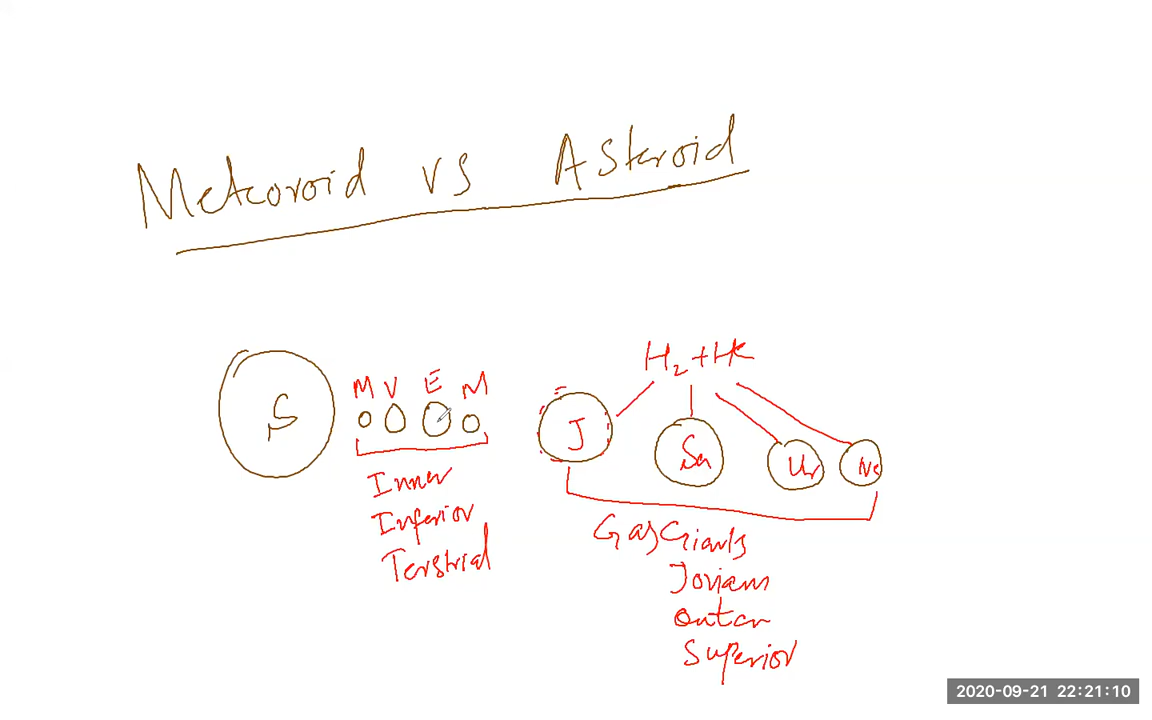 Meteoroid vs Asteroid
H2+He
M V E M
S
J
Sa
Ur
Ne
Inner
Inferior
Terstrial
Gas Giants
Jovians
Outer
Superior
2020-09-21 22:21:10